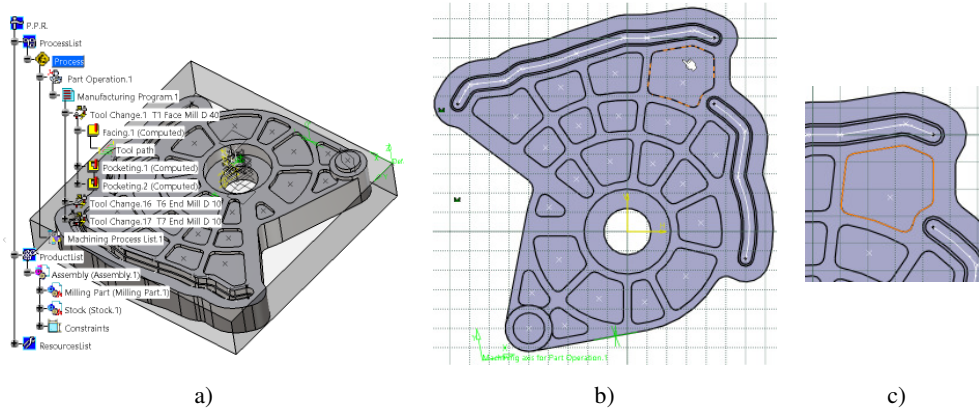 P.P.R.
ProcessList
Process
Part Operation.1
Manufacturing Program.1
Tool Change.1 T1 Face Mill D 40
Facing.1 (Computed)
Tool path
Pocketing.1 (Computed)
Pocketing.2 (Computed)
Tool Change.16 T6 End Mill D 10
Tool Change.17 T7 End Mill D 10
Machining Process List.1
ProductList
Assembly (Assembly.1)
Milling Part (Milling Part.1)
Stock (Stock.1)
Constraints
ResourcesList
Machining axis for Part Operation.1
a)
b)
c)